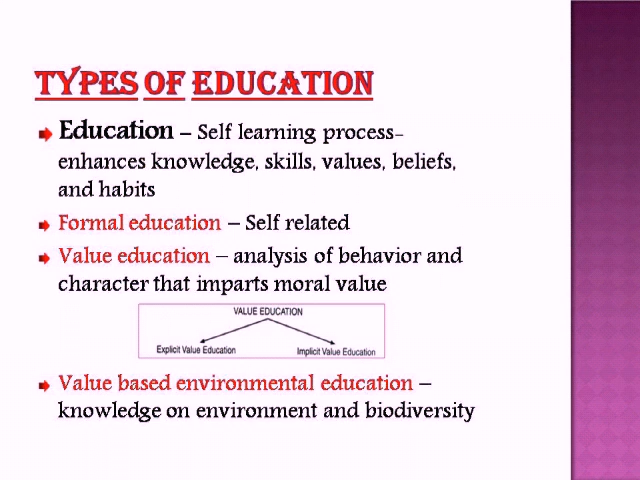 TYPES OF EDUCATION
Education – Self learning process-
enhances knowledge, skills, values, beliefs,
and habits
Formal education – Self related
Value education – analysis of behavior and
character that imparts moral value
VALUE EDUCATION
Explicit Value Education Implicit Value Education
Value based environmental education –
knowledge on environment and biodiversity